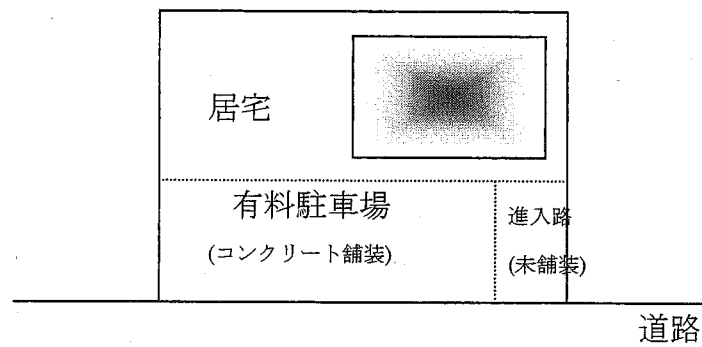 居宅
有料駐車場
(コンクリート舗装)
進入路
(未舗装)
道路